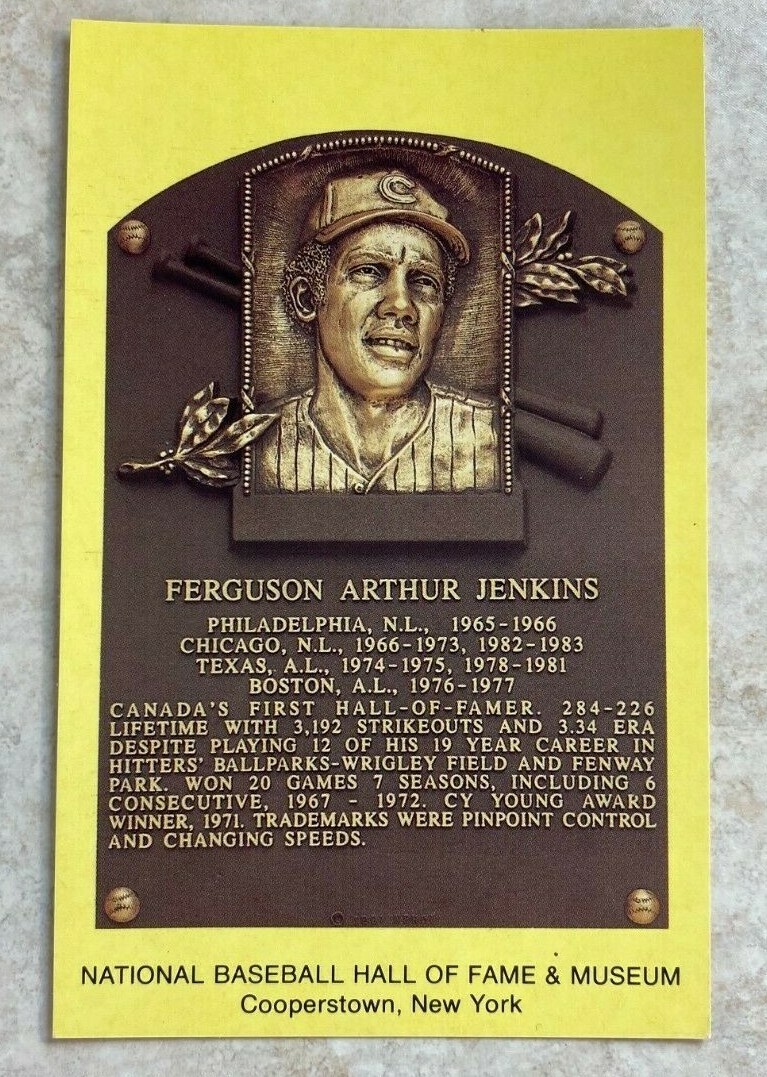 C
FERGUSON ARTHUR JENKINS
PHILADELPHIA, N.L., 1965-1966
CHICAGO, N.L., 1966-1973, 1982-1983
TEXAS, A.L., 1974-1975, 1978-1981
BOSTON, A.L., 1976-1977
CANADA'S FIRST HALL-OF-FAMER. 284-226
LIFETIME WITH 3,192 STRIKEOUTS AND 3.34 ERA
DESPITE PLAYING 12 OF HIS 19 YEAR CAREER IN
HITTERS' BALLPARKS-WRIGLEY FIELD AND FENWAY
PARK. WON 20 GAMES 7 SEASONS, INCLUDING 6
CONSECUTIVE, 1967 - 1972. CY YOUNG AWARD
WINNER, 1971. TRADEMARKS WERE PINPOINT CONTROL
AND CHANGING SPEEDS.
NATIONAL BASEBALL HALL OF FAME & MUSEUM
Cooperstown, New York